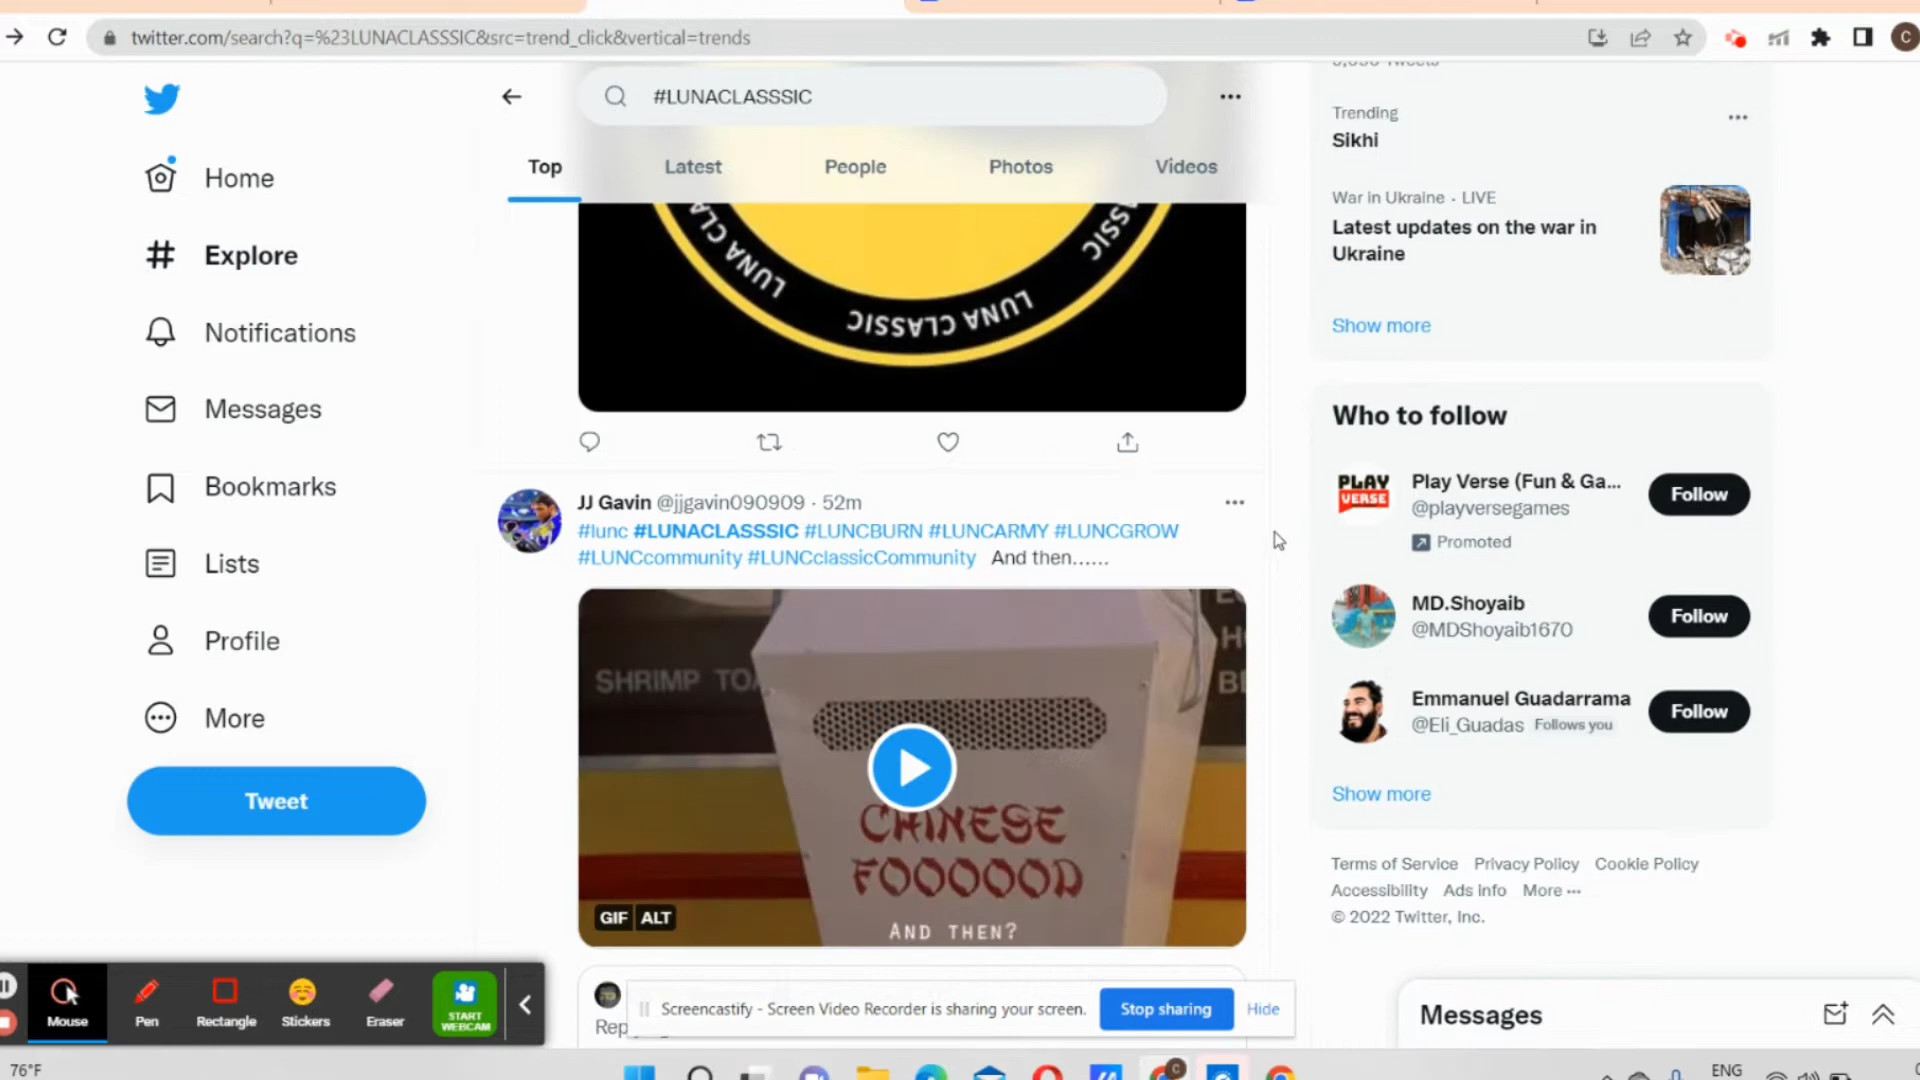 twitter.com/search?q=%23LUNACLASSSIC&src=trend_click&vertical=trends
C
#LUNACLASSSIC
Top
Latest
People
Photos
Videos
Home
Explore
Notifications
Messages
Bookmarks
Lists
Profile
More
Tweet
LUNA CLASSIC
JJ Gavin @jjgavin090909 · 52m
#lunc #LUNACLASSSIC #LUNCBURN #LUNCARMY #LUNCGROW
#LUNCcommunity #LUNCclassicCommunity And then......
SHRIMP
CHINESE
FOOOOOD
AND THEN?
GIF ALT
Trending
Sikhi
War in Ukraine · LIVE
Latest updates on the war in
Ukraine
Show more
Who to follow
PLAY
VERSE
Play Verse (Fun & Ga...
@playversegames
Promoted
Follow
MD.Shoyaib
@MDShoyaib1670
Follow
Emmanuel Guadarrama
@Eli_Guadas Follows you
Follow
Show more
Terms of Service Privacy Policy Cookie Policy
Accessibility Ads info More ...
© 2022 Twitter, Inc.
Messages
Mouse
Pen
Rectangle
Stickers
Eraser
START
WEBCAM
Screencastify - Screen Video Recorder is sharing your screen.
Stop sharing
Hide
76°F
C
ENG